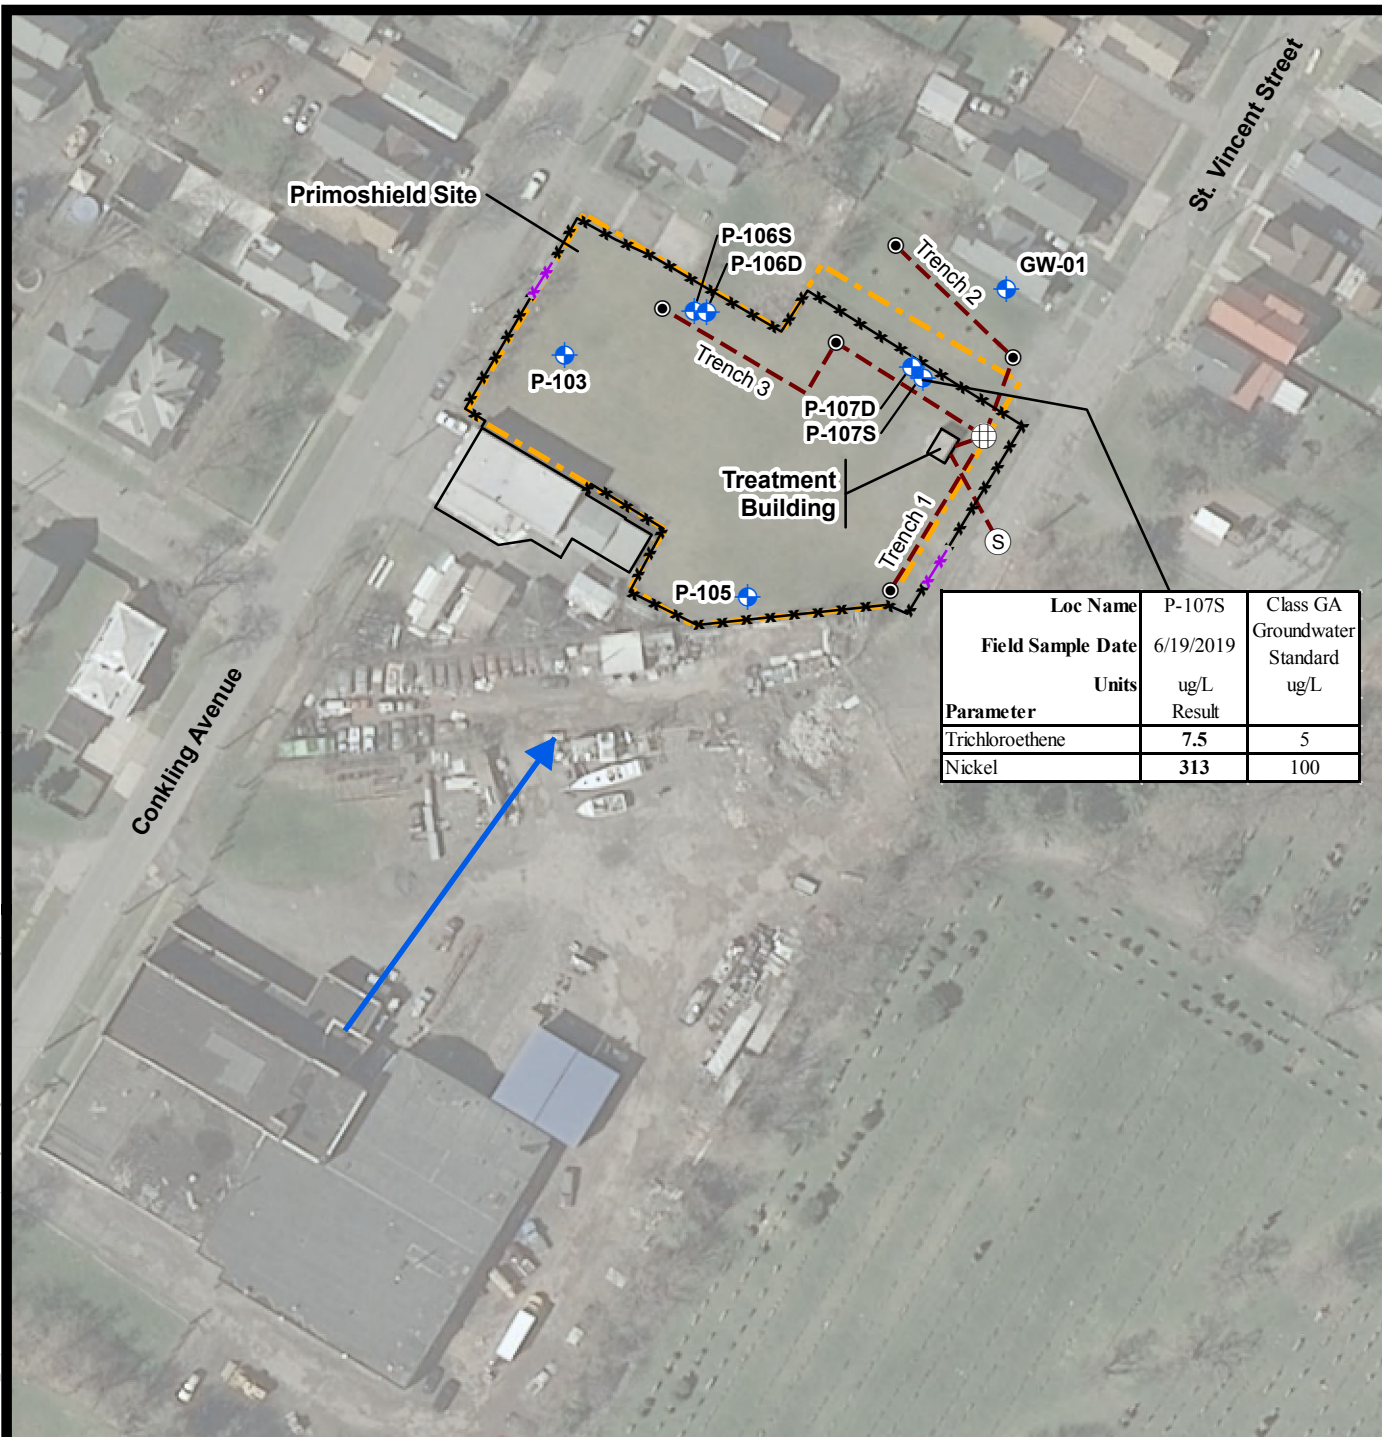 St. Vincent Street
Primoshield Site
P-106S
P-106D
Trench 2
GW-01
P-103
Trench 3
P-107D
P-107S
Treatment
Building
Trench 1
S
P-105
Conkling Avenue
Loc Name P-107S Class GA
Groundwater
Field Sample Date 6/19/2019 Standard
Units ug/L ug/L
Parameter Result
Trichloroethene 7.5 5
Nickel 313 100